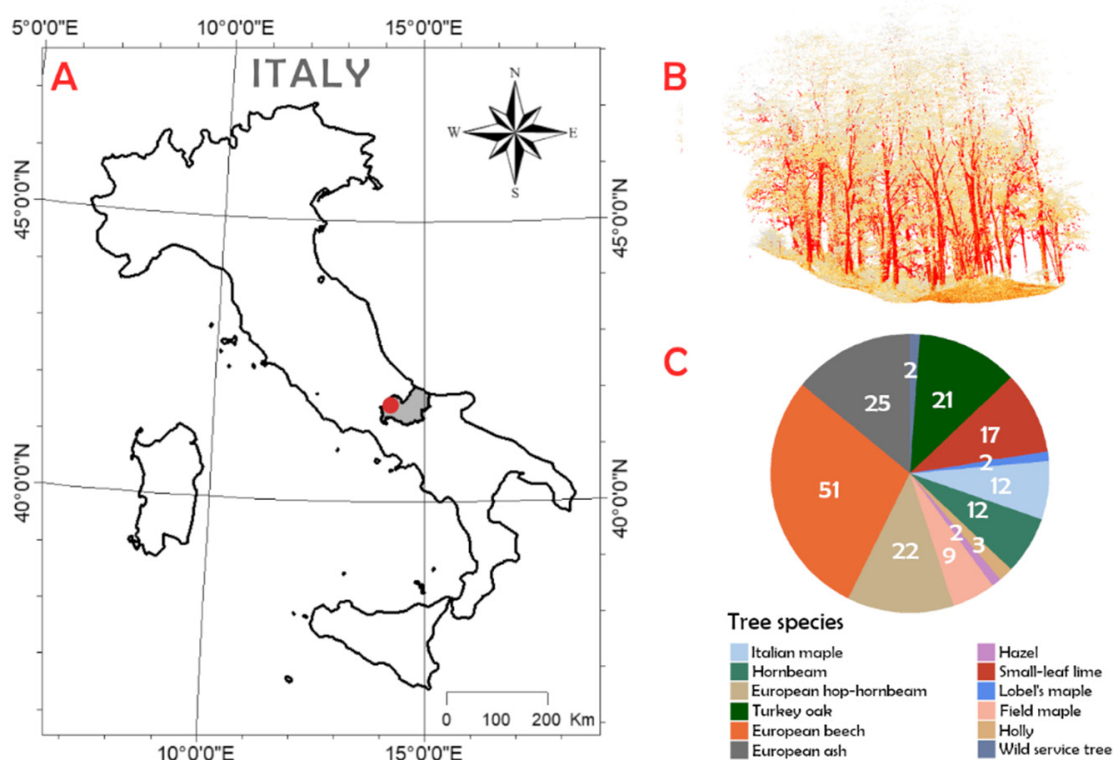 5°0'0"E 10°0'0"E 15°0'0"E
A
ITALY
N
W E
S
45°0'0"N
45°0'0"N
40°0'0"N
40°0'0"N
0 100 200 Km
10°0'0"E 15°0'0"E
B
C
2
21
17
2
12
12
3
2
9
22
51
25
Tree species
Italian maple
Hornbeam
European hop-hornbeam
Turkey oak
European beech
European ash
Hazel
Small-leaf lime
Lobel's maple
Field maple
Holly
Wild service tree